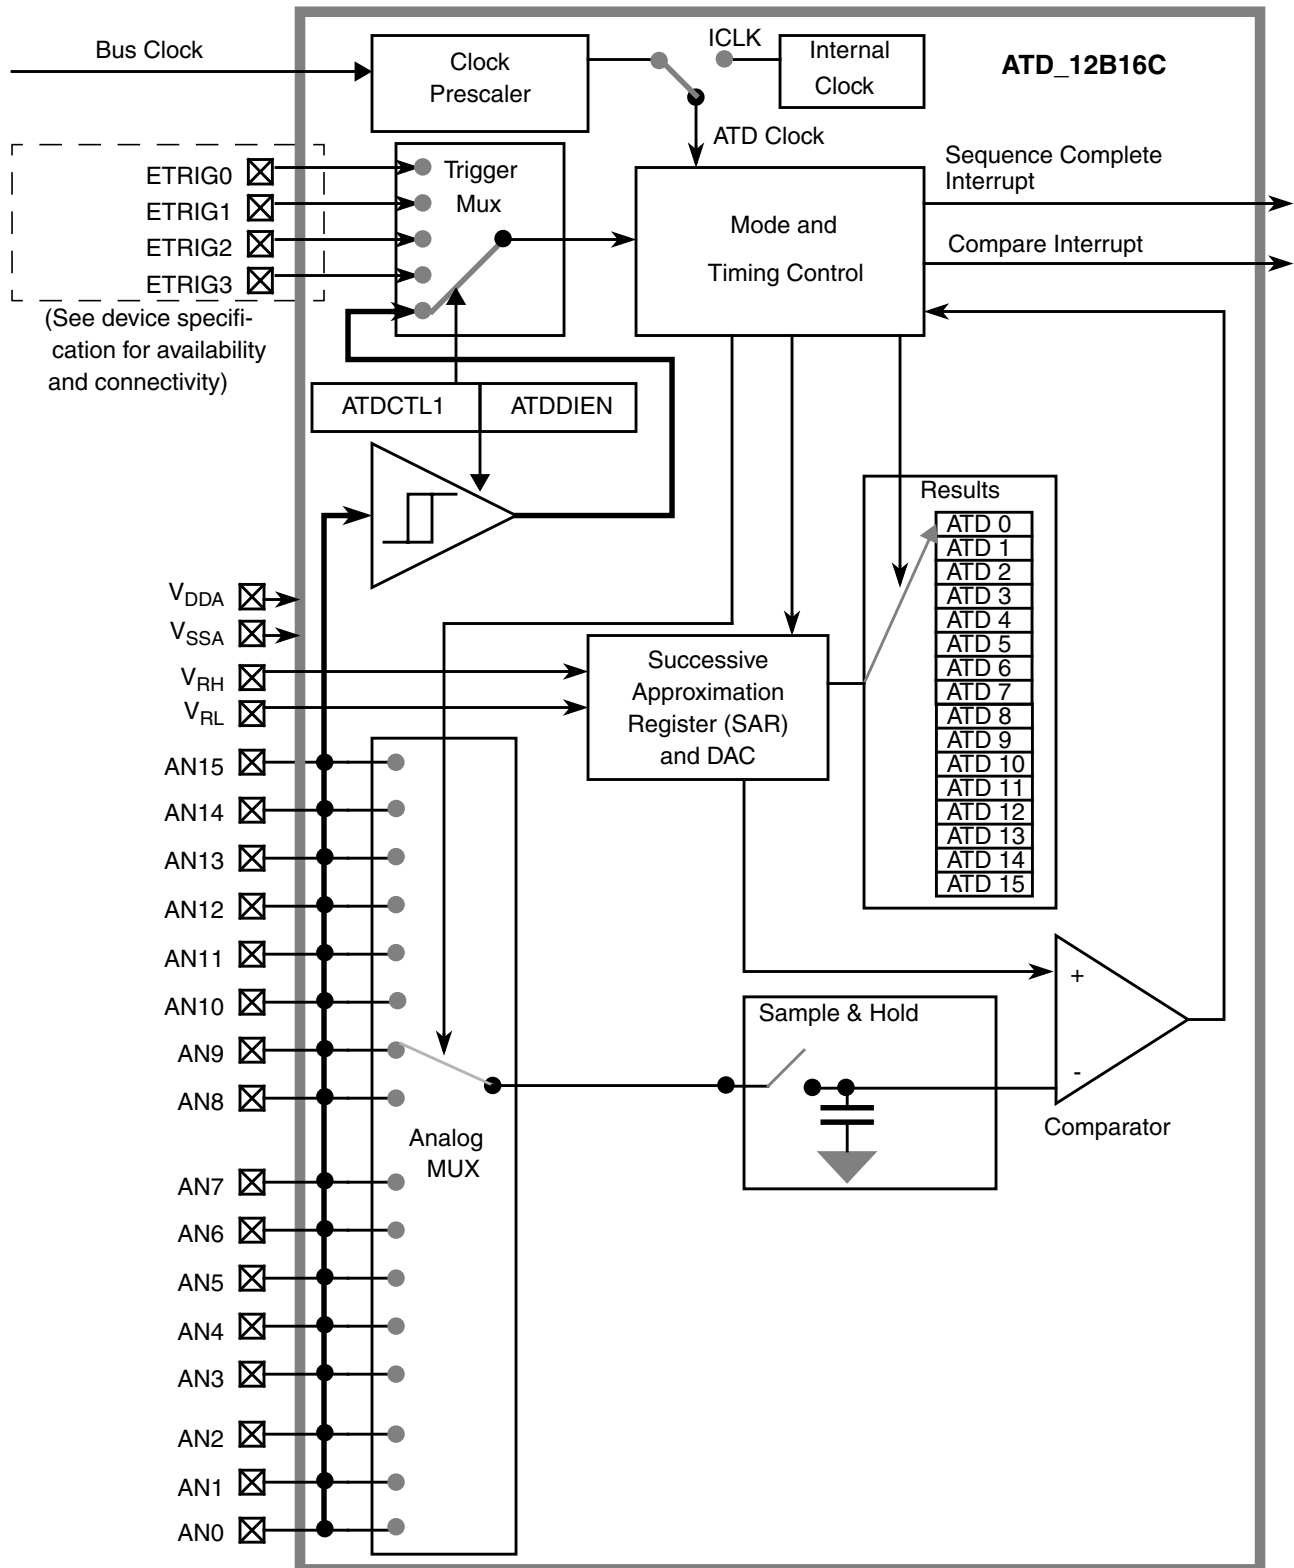 Bus Clock
Clock
Prescaler
ICLK
Internal
Clock
ATD_12B16C
ATD Clock
ETRIG0
ETRIG1
ETRIG2
ETRIG3
(See device specifi-
cation for availability
and connectivity)
Trigger
Mux
Mode and
Timing Control
Sequence Complete
Interrupt
Compare Interrupt
ATDCTL1
ATDDIEN
Results
ATD 0
ATD 1
ATD 2
ATD 3
ATD 4
ATD 5
ATD 6
ATD 7
ATD 8
ATD 9
ATD 10
ATD 11
ATD 12
ATD 13
ATD 14
ATD 15
VDDA
VSSA
VRH
VRL
Successive
Approximation
Register (SAR)
and DAC
AN15
AN14
AN13
AN12
AN11
AN10
AN9
AN8
AN7
AN6
AN5
AN4
AN3
AN2
AN1
AN0
Analog
MUX
Sample & Hold
+
-
Comparator